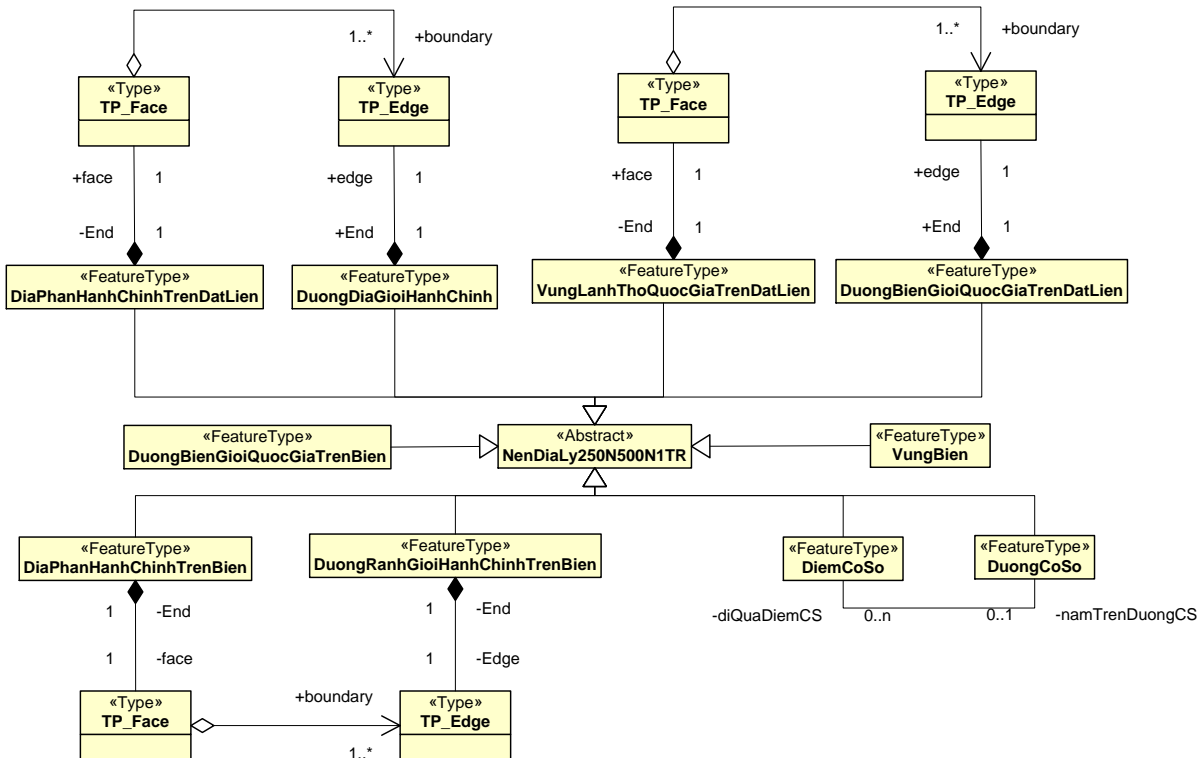 1..* +boundary
1..* +boundary
«Type»
TP_Face
«Type»
TP_Edge
«Type»
TP_Face
«Type»
TP_Edge
+face 1
+edge 1
+face 1
+edge 1
-End 1
+End 1
-End 1
+End 1
«FeatureType»
DiaPhanHanhChinhTrenDatLien
«FeatureType»
DuongDiaGioiHanhChinh
«FeatureType»
VungLanhThoQuocGiaTrenDatLien
«FeatureType»
DuongBienGioiQuocGiaTrenDatLien
«FeatureType»
DuongBienGioiQuocGiaTrenBien
«Abstract»
NenDiaLy250N500N1TR
«FeatureType»
VungBien
«FeatureType»
DiaPhanHanhChinhTrenBien
«FeatureType»
DuongRanhGioiHanhChinhTrenBien
«FeatureType»
DiemCoSo
«FeatureType»
DuongCoSo
1 -End
1 -End
-diQuaDiemCS 0..n 0..1 -namTrenDuongCS
1 -face
1 -Edge
«Type»
TP_Face
+boundary
1..*
«Type»
TP_Edge